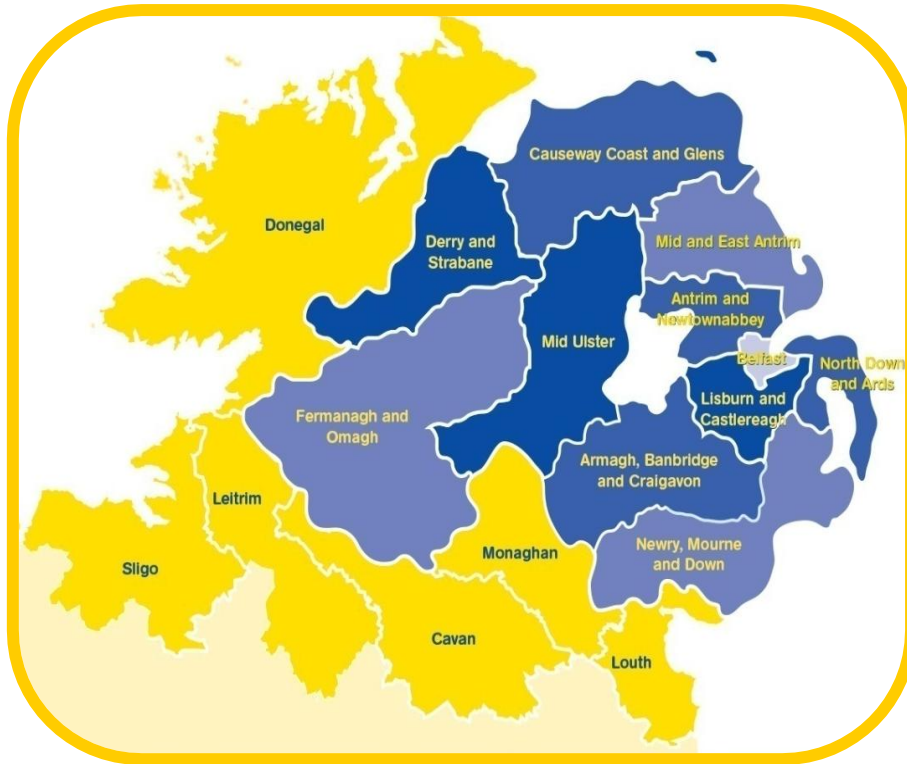 Causeway Coast and Glens
Donegal
Derry and
Strabane
Mid and East Antrim
Antrim and
Newtownabbey
Mid Ulster
Belfast
North Down
and Ards
Lisburn and
Castlereagh
Fermanagh and
Omagh
Armagh, Banbridge
and Craigavon
Leitrim
Monaghan
Newry, Mourne
and Down
Sligo
Cavan
Louth